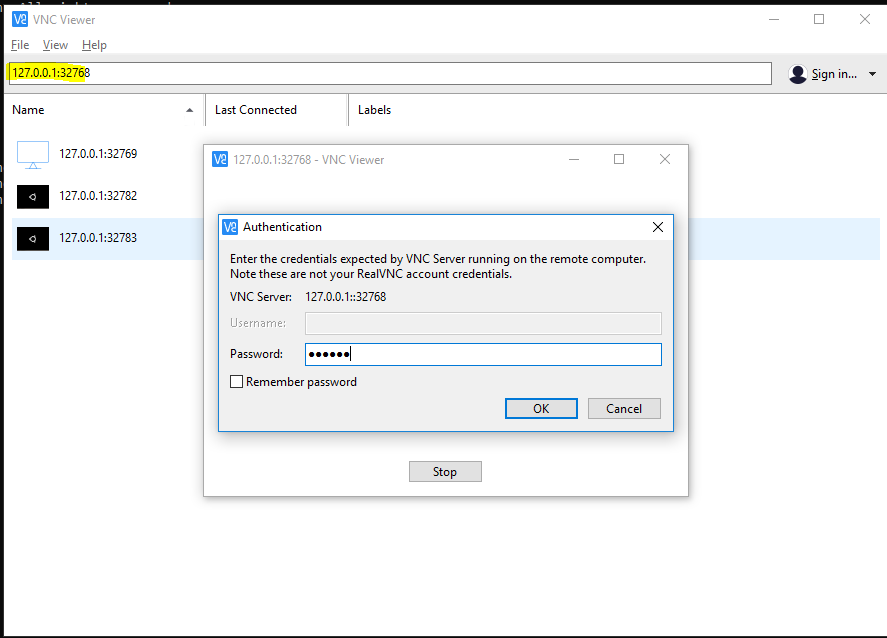 VNC Viewer
File View Help
127.0.0.1:32768
Sign in...
Name Last Connected Labels
127.0.0.1:32769
127.0.0.1:32782
127.0.0.1:32783
127.0.0.1:32768 - VNC Viewer
Authentication
Enter the credentials expected by VNC Server running on the remote computer.
Note these are not your RealVNC account credentials.
VNC Server: 127.0.0.1::32768
Username:
Password: ●●●●●●
Remember password
OK Cancel
Stop